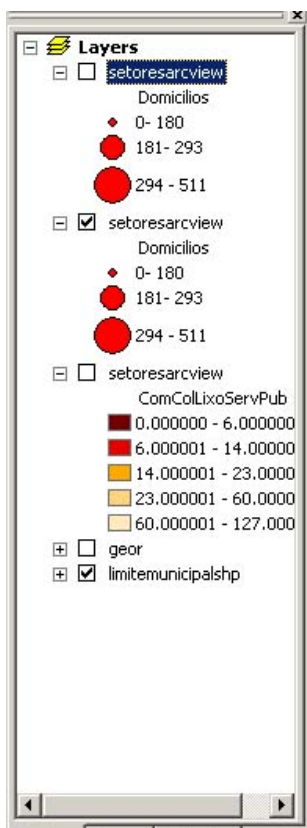 Layers
setoresarcview
Domicilios
0- 180
181- 293
294 - 511
setoresarcview
Domicilios
0- 180
181- 293
294 - 511
setoresarcview
ComColLixoServPub
0.000000 - 6.000000
6.000001 - 14.00000
14.000001 - 23.0000
23.000001 - 60.0000
60.000001 - 127.000
geor
limitemunicipalshp